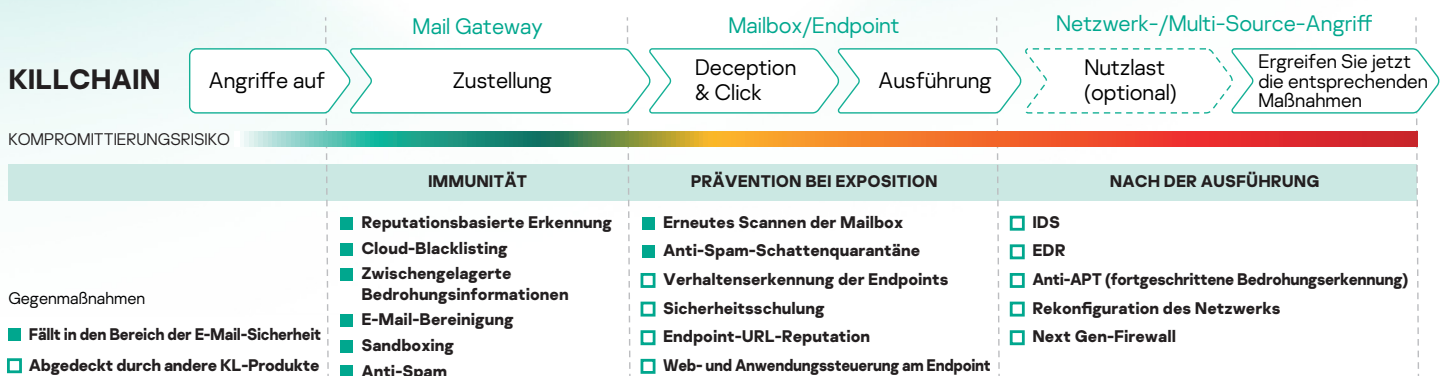 Mail Gateway
Mailbox/Endpoint
Netzwerk-/Multi-Source-Angriff
KILLCHAIN
Angriffe auf
Zustellung
Deception
& Click
Ausführung
Nutzlast
(optional)
Ergreifen Sie jetzt
die entsprechenden
Maßnahmen
KOMPROMITTIERUNGSRISIKO
IMMUNITÄT
PRÄVENTION BEI EXPOSITION
NACH DER AUSFÜHRUNG
Gegenmaßnahmen
Fällt in den Bereich der E-Mail-Sicherheit
Abgedeckt durch andere KL-Produkte
Reputationsbasierte Erkennung
Cloud-Blacklisting
Zwischengelagerte
Bedrohungsinformationen
E-Mail-Bereinigung
Sandboxing
Anti-Spam
Erneutes Scannen der Mailbox
Anti-Spam-Schattenquarantäne
Verhaltenserkennung der Endpoints
Sicherheitsschulung
Endpoint-URL-Reputation
Web- und Anwendungssteuerung am Endpoint
IDS
EDR
Anti-APT (fortgeschrittene Bedrohungserkennung)
Rekonfiguration des Netzwerks
Next Gen-Firewall